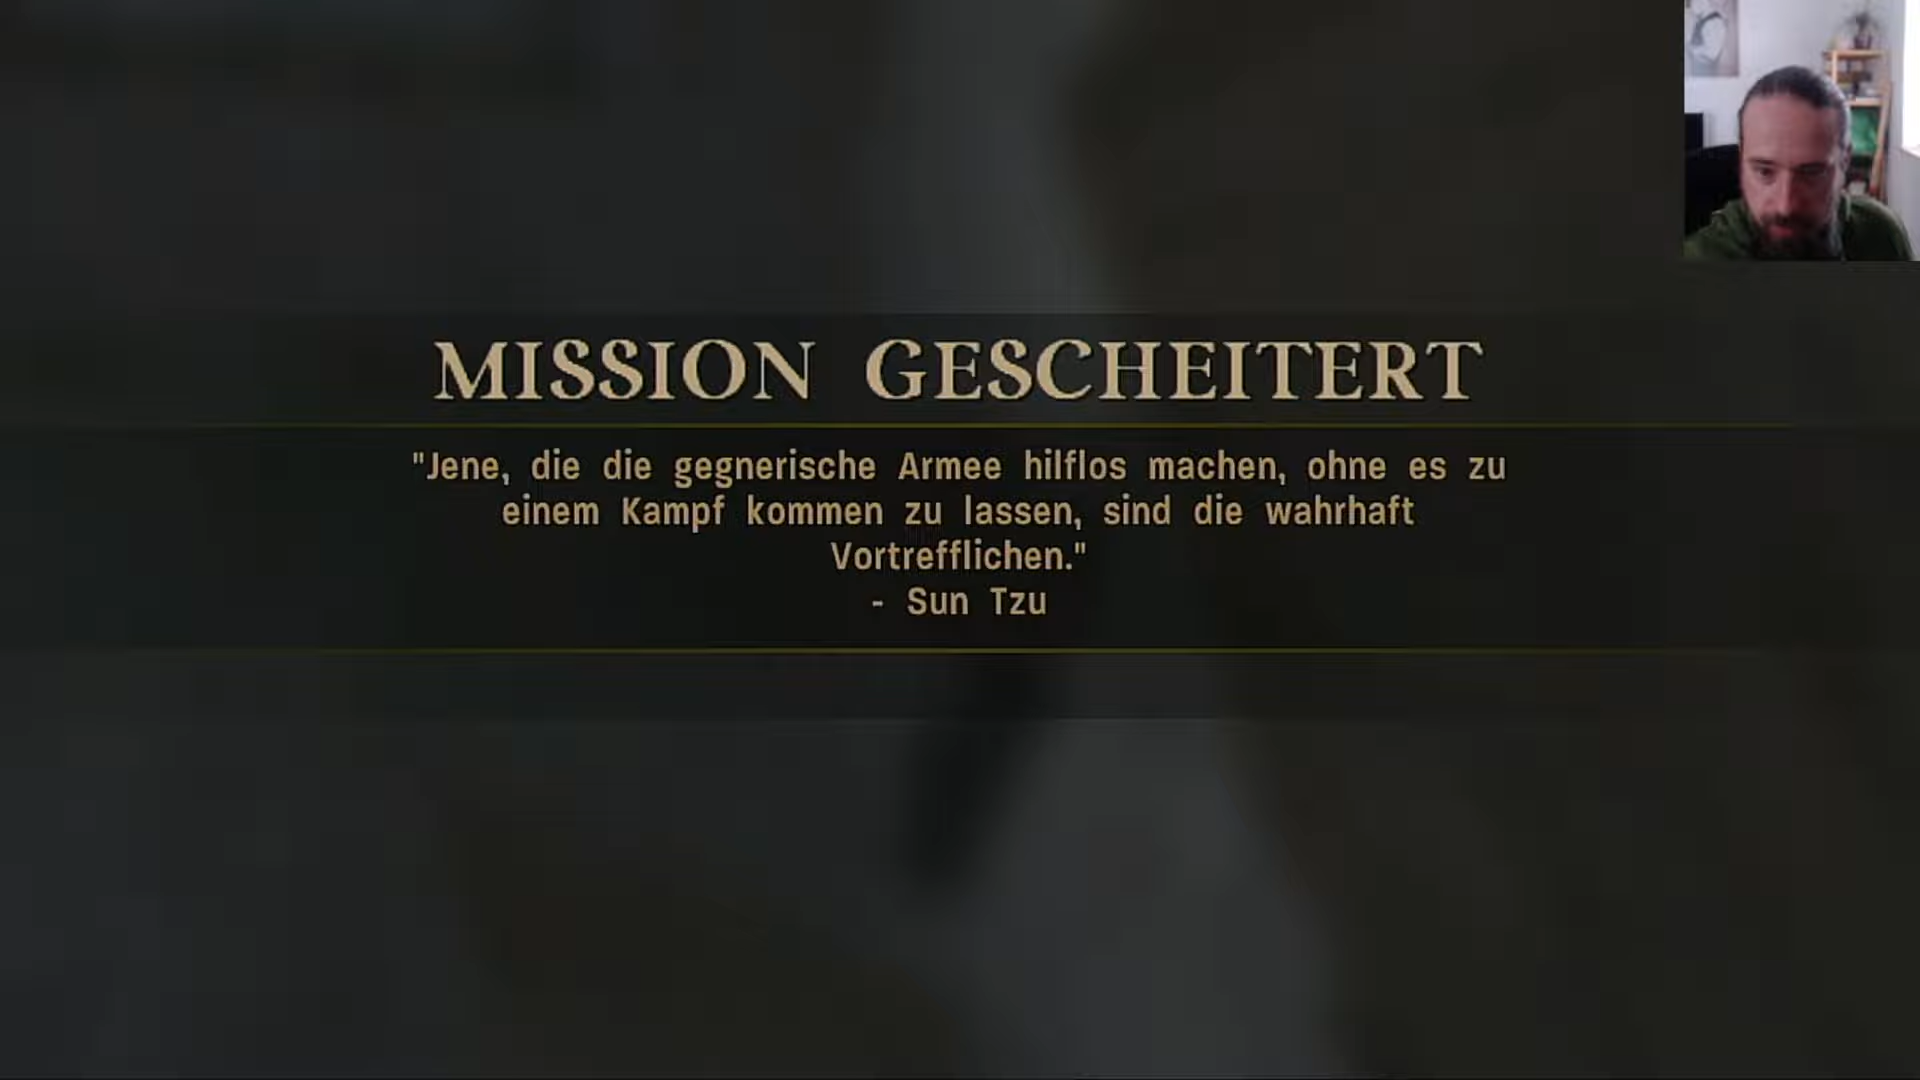 MISSION GESCHEITERT
"Jene, die die gegnerische Armee hilflos machen, ohne es zu
einem Kampf kommen zu lassen, sind die wahrhaft
Vortrefflichen."
- Sun Tzu